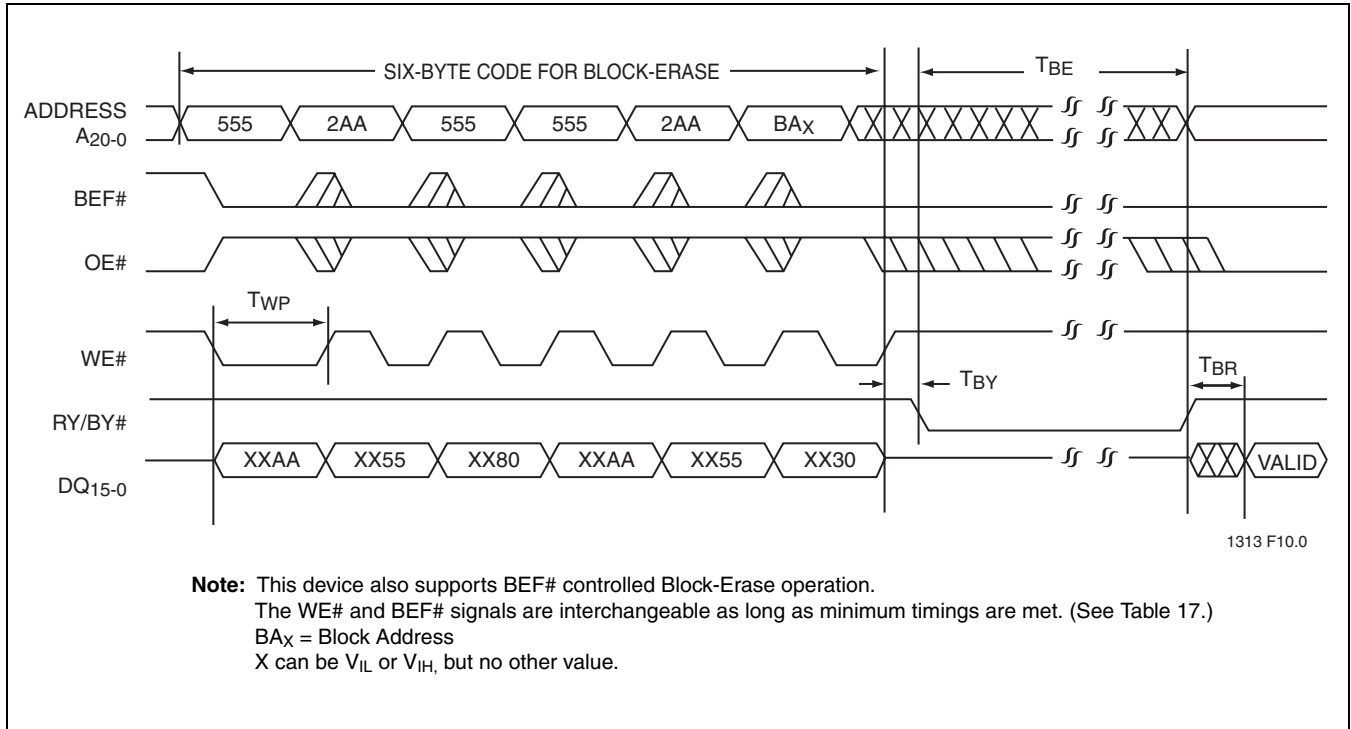 SIX-BYTE CODE FOR BLOCK-ERASE
TBE
ADDRESS
A20-0
555
2AA
555
555
2AA
BAX
BEF#
OE#
TWP
WE#
TBY
TBR
RY/BY#
XXAA
XX55
XX80
XXAA
XX55
XX30
VALID
DQ15-0
1313 F10.0
Note: This device also supports BEF# controlled Block-Erase operation.
The WE# and BEF# signals are interchangeable as long as minimum timings are met. (See Table 17.)
BAX = Block Address
X can be VIL or VIH, but no other value.